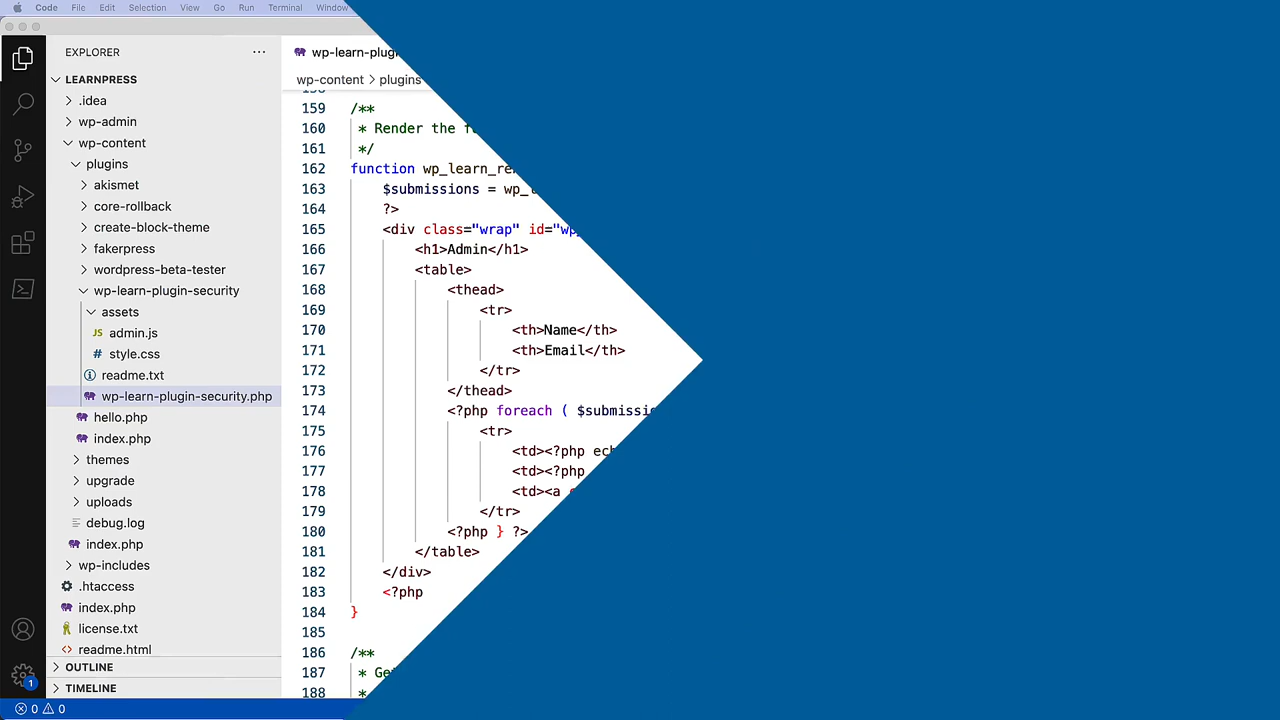 Code File Edit Selection View Go Run Terminal Window
EXPLORER
LEARNPRESS
.idea
wp-admin
wp-content
plugins
akismet
core-rollback
create-block-theme
fakerpress
wordpress-beta-tester
wp-learn-plugin-security
assets
JS admin.js
# style.css
readme.txt
wp-learn-plugin-security.php
hello.php
index.php
themes
upgrade
uploads
debug.log
index.php
wp-includes
.htaccess
index.php
license.txt
readme.html
OUTLINE
TIMELINE
1
0 0
wp-learn-plugi
wp-content > plugins
158
159 /**
160 * Render the f
161 */
162 function wp_learn_re
163 $submissions = wp_
164 ?>
165 <div class="wrap" id="wp
166 <h1>Admin</h1>
167 <table>
168 <thead>
169 <tr>
170 <th>Name</th>
171 <th>Email</th>
172 </tr>
173 </thead>
174 <?php foreach ( $submissio
175 <tr>
176 <td><?php ec
177 <td><?php
178 <td><a
179 </tr>
180 <?php } ?>
181 </table>
182 </div>
183 <?php
184 }
185
186 /**
187 * Ge
188 *